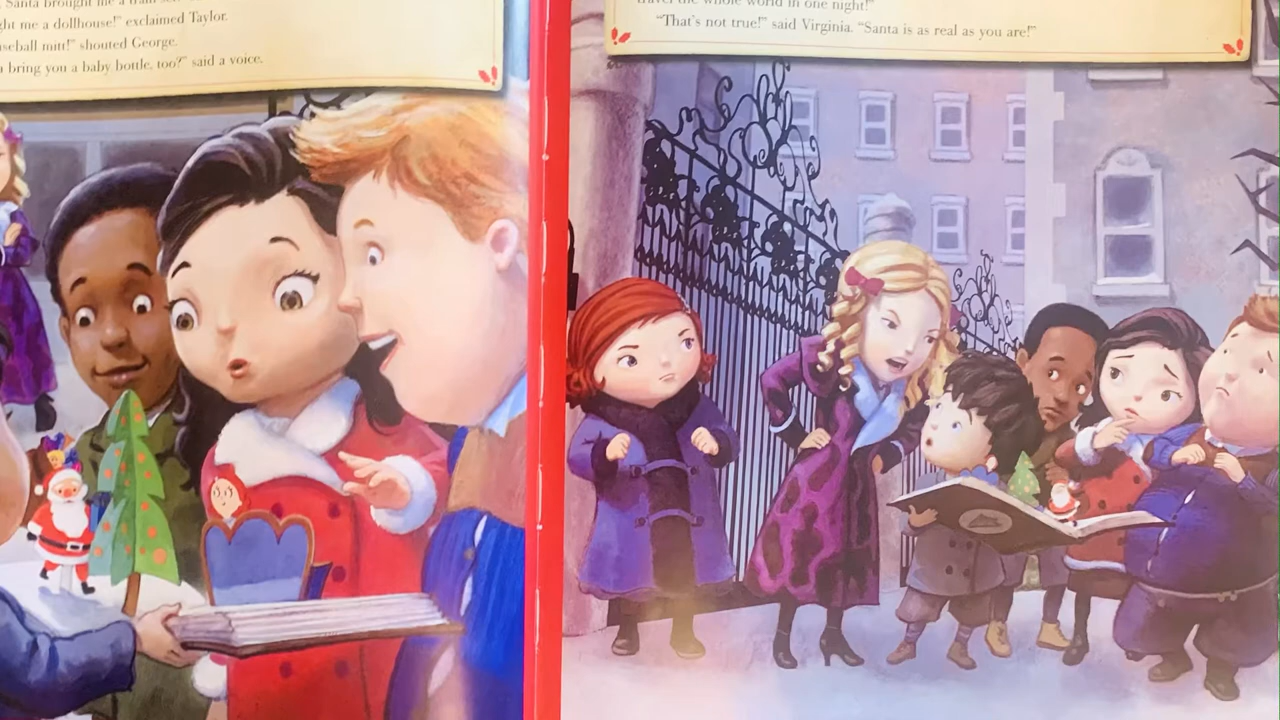 Santa brought me a train set
ght me a dollhouse!" exclaimed Taylor.
seball mitt!" shouted George.
a bring you a baby bottle, too?" said a voice.
travel the whole world in one night!"
"That's not true!" said Virginia. "Santa is as real as you are!"